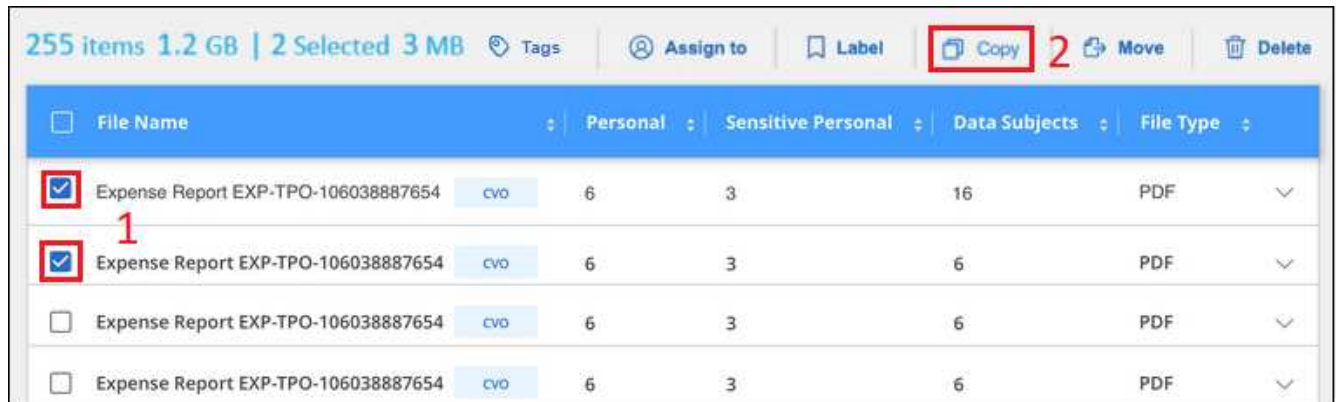 255 items 1.2 GB | 2 Selected 3 MB Tags Assign to Label Copy 2 Move Delete
File Name Personal Sensitive Personal Data Subjects File Type
Expense Report EXP-TPO-106038887654 CVO 6 3 16 PDF
1
Expense Report EXP-TPO-106038887654 CVO 6 3 6 PDF
Expense Report EXP-TPO-106038887654 CVO 6 3 6 PDF
Expense Report EXP-TPO-106038887654 CVO 6 3 6 PDF